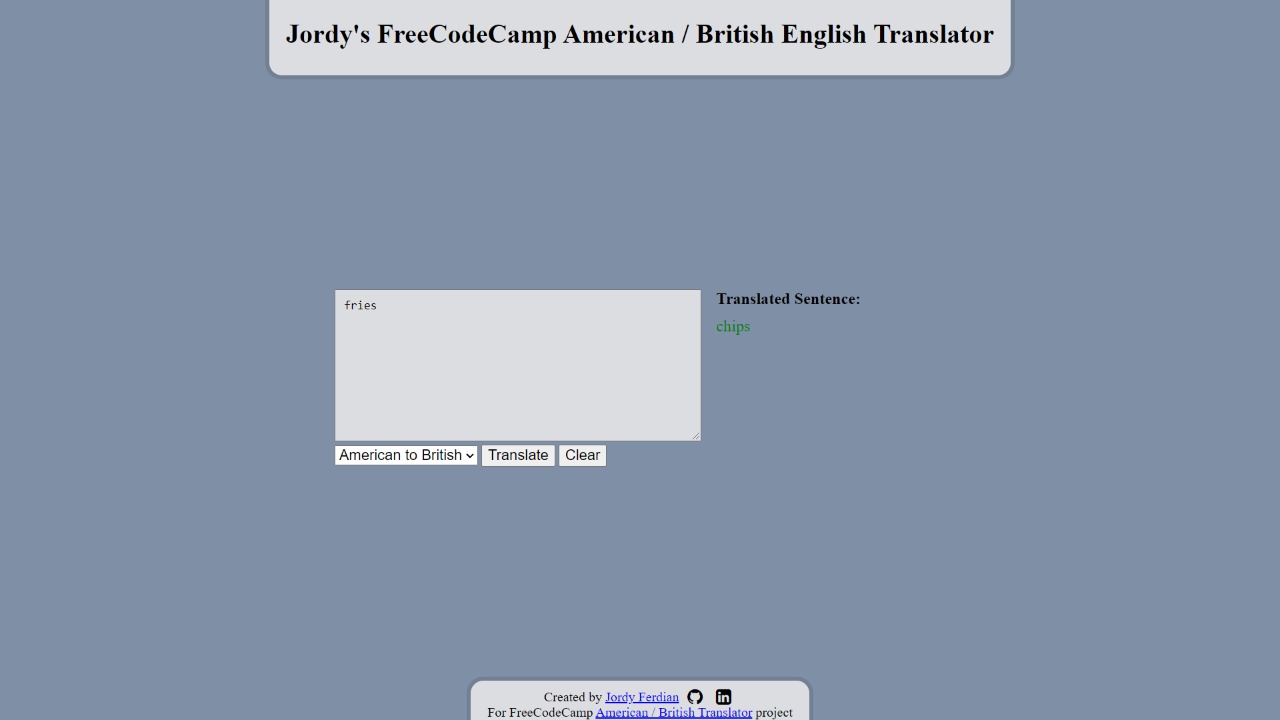 Jordy's FreeCodeCamp American / British English Translator
fries
Translated Sentence:
chips
American to British Translate Clear
Created by Jordy Ferdian
For FreeCodeCamp American / British Translator project